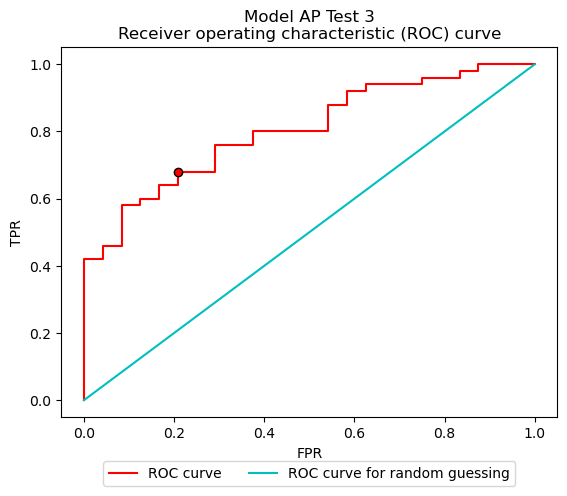 Model AP Test 3
Receiver operating characteristic (ROC) curve
TPR
1.0
0.8
0.6
0.4
0.2
0.0
0.0 0.2 0.4 0.6 0.8 1.0
FPR
ROC curve ROC curve for random guessing